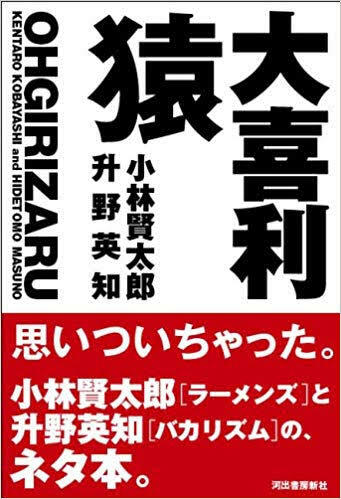 大喜利
猿
小林賢太郎
升野英知
OHGIRIZARU
KENTARO KOBAYASHI and HIDETOMO MASUNO
思いついちゃった。
小林賢太郎[ラーメンズ]と
升野英知[バカリズム]の、
ネタ本。
河出書房新社